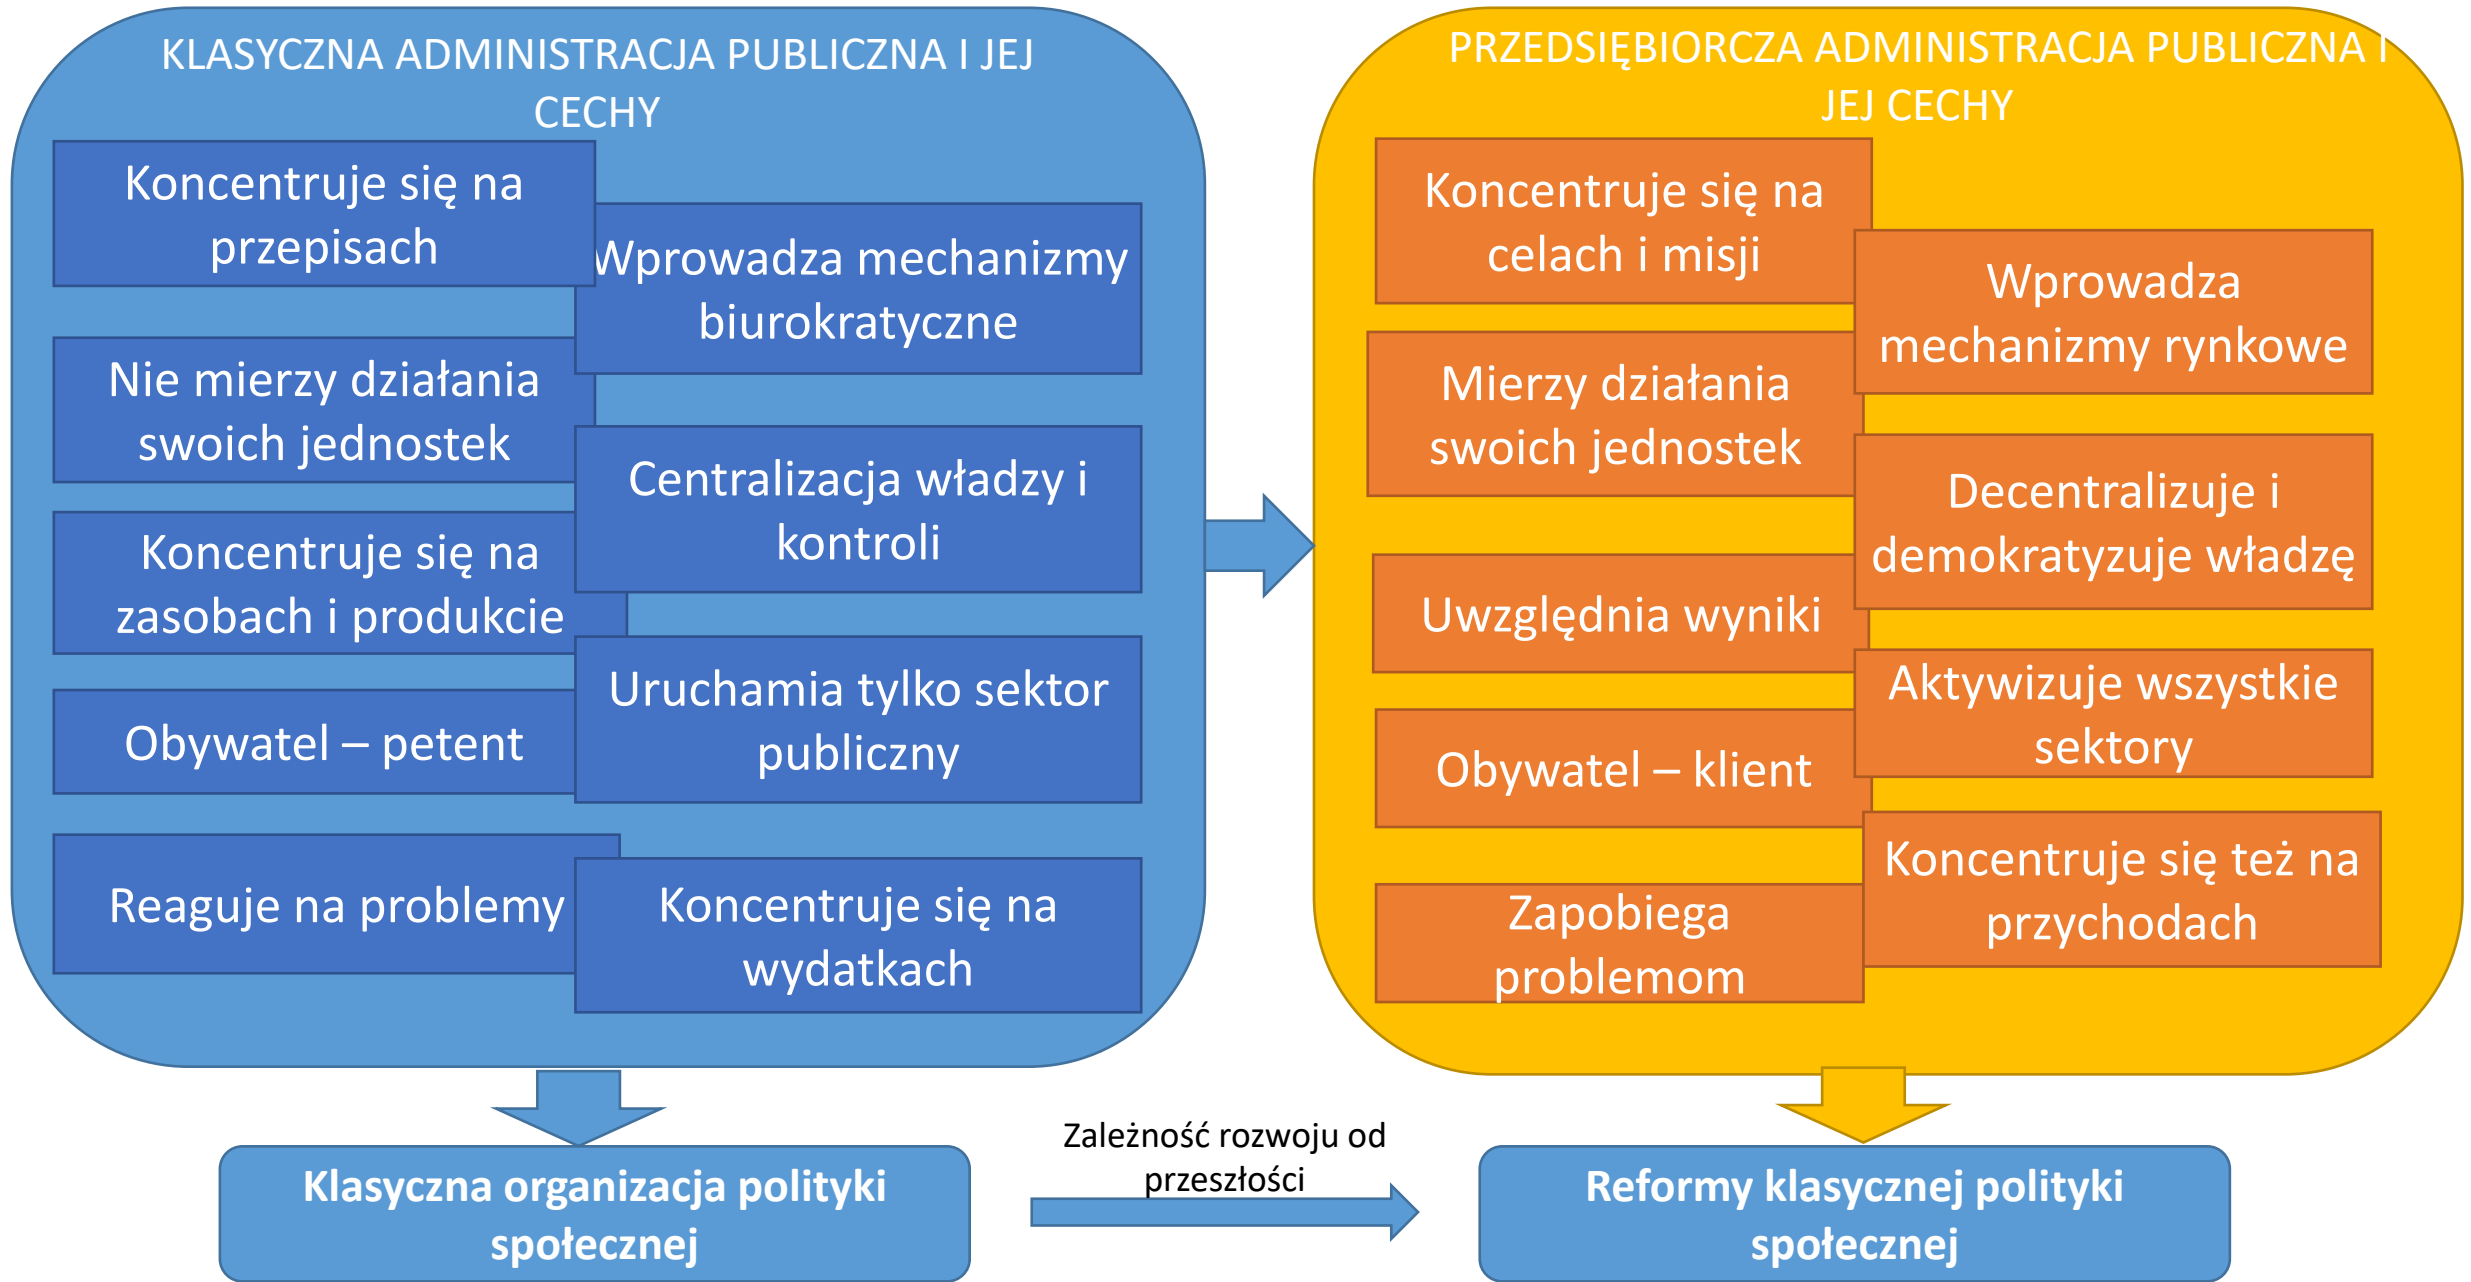 KLASYCZNA ADMINISTRACJA PUBLICZNA I JEJ
CECHY
Koncentruje się na
przepisach
Wprowadza mechanizmy
biurokratyczne
Nie mierzy działania
swoich jednostek
Centralizacja władzy i
kontroli
Koncentruje się na
zasobach i produkcie
Uruchamia tylko sektor
publiczny
Obywatel – petent
Reaguje na problemy
Koncentruje się na
wydatkach
PRZEDSIĘBIORCZA ADMINISTRACJA PUBLICZNA I
JEJ CECHY
Koncentruje się na
celach i misji
Wprowadza
mechanizmy rynkowe
Mierzy działania
swoich jednostek
Decentralizuje i
demokratyzuje władzę
Uwzględnia wyniki
Aktywizuje wszystkie
sektory
Obywatel – klient
Koncentruje się też na
przychodach
Zapobiega
problemom
Klasyczna organizacja polityki
społecznej
Zależność rozwoju od
przeszłości
Reformy klasycznej polityki
społecznej